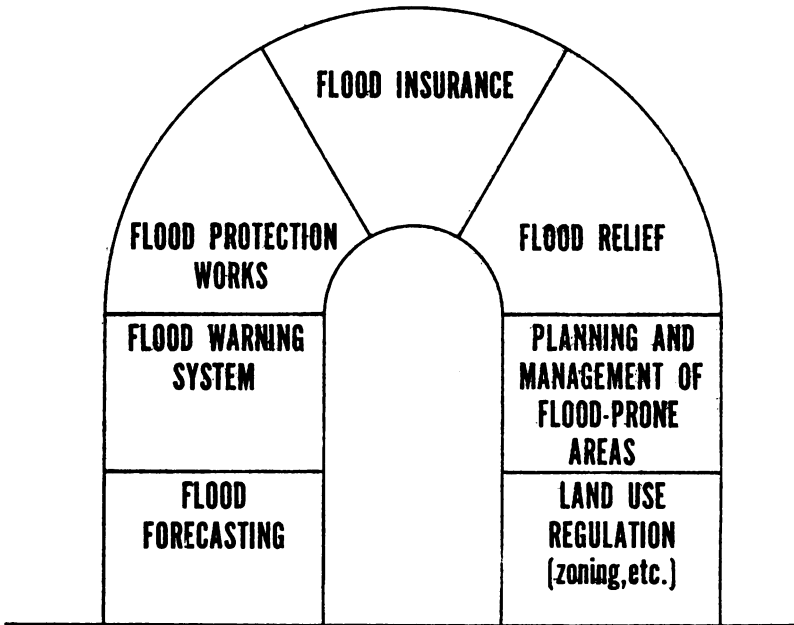 FLOOD INSURANCE
FLOOD PROTECTION
WORKS
FLOOD RELIEF
FLOOD WARNING
SYSTEM
PLANNING AND
MANAGEMENT OF
FLOOD-PRONE
AREAS
FLOOD
FORECASTING
LAND USE
REGULATION
(zoning,etc.)